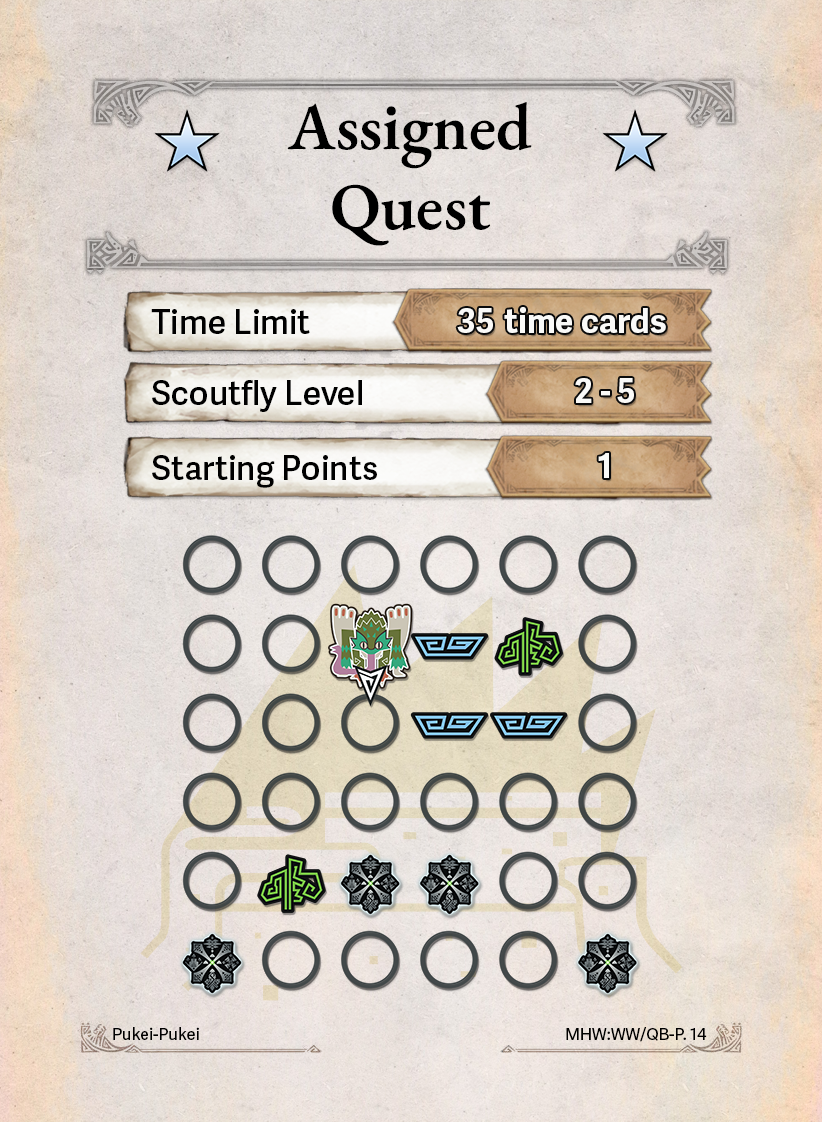 Assigned
Quest
Time Limit 35 time cards
Scoutfly Level 2 - 5
Starting Points 1
Pukei-Pukei MHW:WW/QB-P. 14